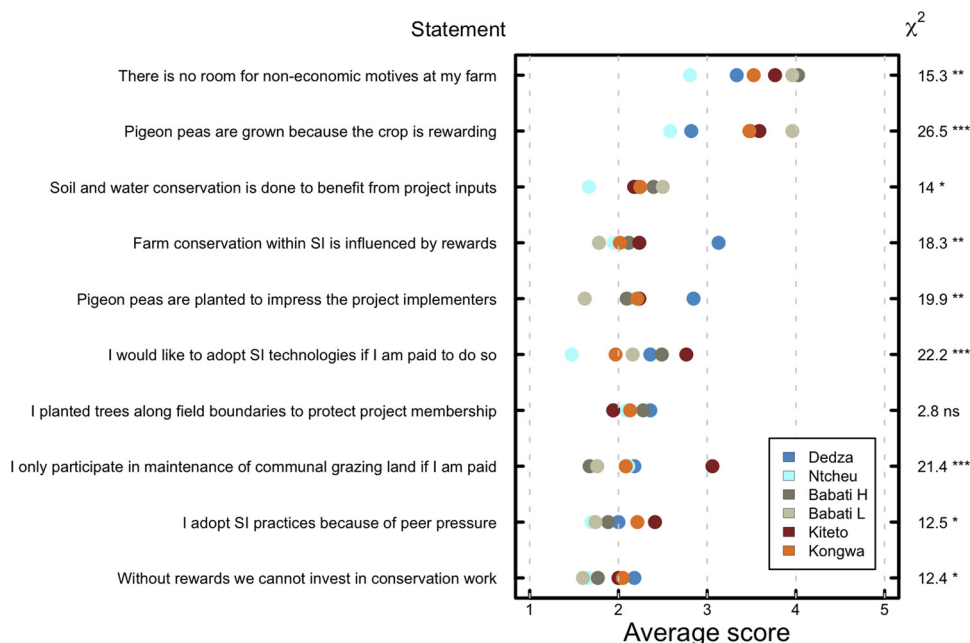 Statement χ²
There is no room for non-economic motives at my farm 15.3 **
Pigeon peas are grown because the crop is rewarding 26.5 ***
Soil and water conservation is done to benefit from project inputs 14 *
Farm conservation within SI is influenced by rewards 18.3 **
Pigeon peas are planted to impress the project implementers 19.9 **
I would like to adopt SI technologies if I am paid to do so 22.2 ***
I planted trees along field boundaries to protect project membership 2.8 ns
I only participate in maintenance of communal grazing land if I am paid 21.4 ***
I adopt SI practices because of peer pressure 12.5 *
Without rewards we cannot invest in conservation work 12.4 *
Dedza
Ntcheu
Babati H
Babati L
Kiteto
Kongwa
1 2 3 4 5
Average score